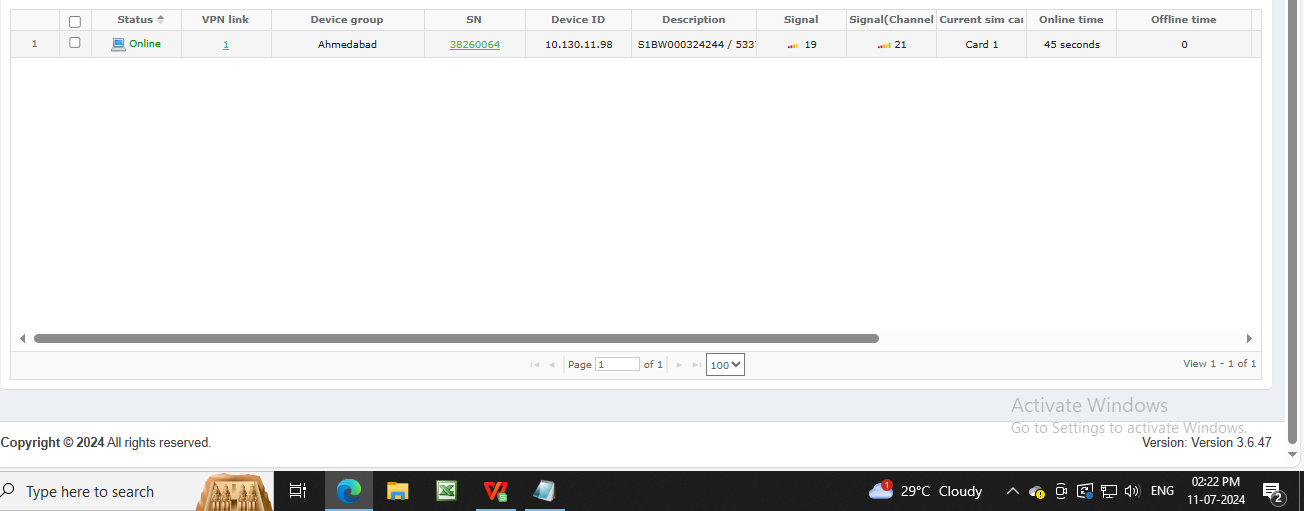 Status VPN link Device group SN Device ID Description Signal Signal(Channel Current sim car Online time Offline time
1 Online 1 Ahmedabad 38260064 10.130.11.98 S1BW000324244 / 533 19 21 Card 1 45 seconds 0
Page 1 of 1 100 View 1 - 1 of 1
Activate Windows
Go to Settings to activate Windows.
Copyright © 2024 All rights reserved. Version: Version 3.6.47
Type here to search 1 29°C Cloudy ENG 02:22 PM
11-07-2024 2